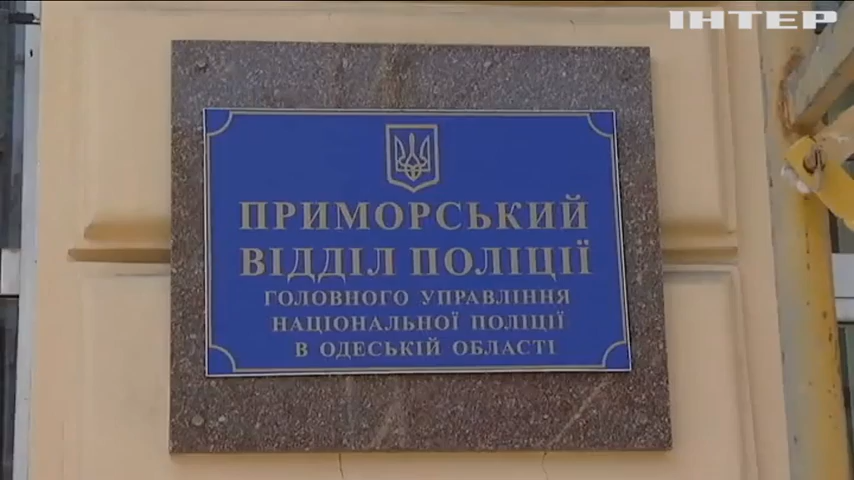 ІНТЕР
ПРИМОРСЬКИЙ
ВІДДІЛ ПОЛІЦІЇ
ГОЛОВНОГО УПРАВЛІННЯ
НАЦІОНАЛЬНОЇ ПОЛІЦІЇ
В ОДЕСЬКІЙ ОБЛАСТІ